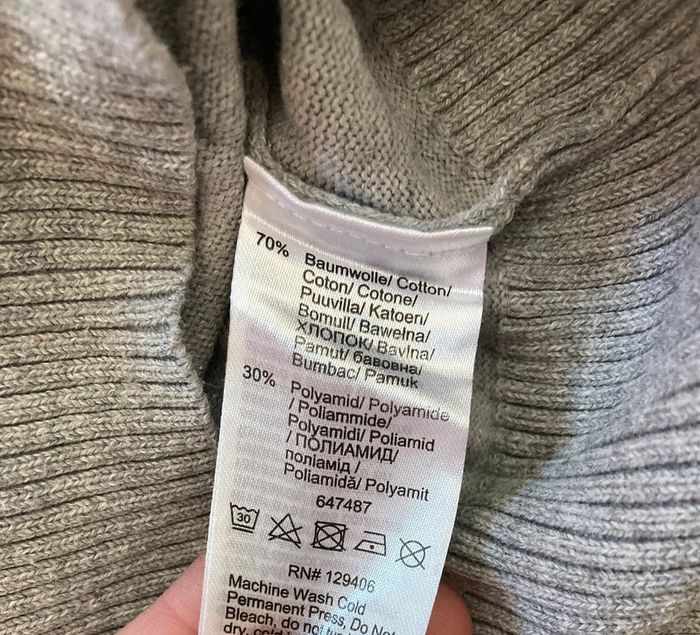 70% Baumwolle/ Cotton/
Coton/ Cotone/
Puuvilla/ Katoen/
Bomull/ Bawełna/
ХЛОПОК/ Bavlna/
Pamut/ бавовна/
Bumbac/ Pamuk
30% Polyamid/ Polyamide
/ Poliammide/
Polyamidi/ Poliamid
/ ПОЛИАМИД/
поліамід /
Poliamidă/ Polyamit
647487
30
RN# 129406
Machine Wash Cold
Permanent Press, Do Not
Bleach, do not
dry,